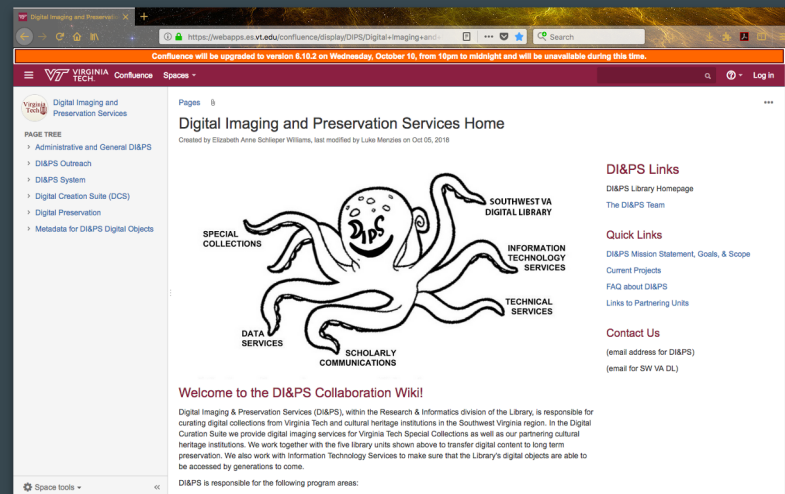 Digital Imaging and Preservatio
https://webapps.es.vt.edu/confluence/display/DIPS/Digital+Imaging+and+
Search
Confluence will be upgraded to version 6.10.2 on Wednesday, October 10, from 10pm to midnight and will be unavailable during this time.
VT VIRGINIA TECH. Confluence Spaces Log in
Virginia Tech
Digital Imaging and
Preservation Services
PAGE TREE
Administrative and General DI&PS
DI&PS Outreach
DI&PS System
Digital Creation Suite (DCS)
Digital Preservation
Metadata for DI&PS Digital Objects
Space tools
Pages
Digital Imaging and Preservation Services Home
Created by Elizabeth Anne Schlieper Williams, last modified by Luke Menzies on Oct 05, 2018
DIPS
SPECIAL
COLLECTIONS
SOUTHWEST VA
DIGITAL LIBRARY
INFORMATION
TECHNOLOGY
SERVICES
TECHNICAL
SERVICES
DATA
SERVICES
SCHOLARLY
COMMUNICATIONS
Welcome to the DI&PS Collaboration Wiki!
Digital Imaging & Preservation Services (DI&PS), within the Research & Informatics division of the Library, is responsible for
curating digital collections from Virginia Tech and cultural heritage institutions in the Southwest Virginia region. In the Digital
Curation Suite we provide digital imaging services for Virginia Tech Special Collections as well as our partnering cultural
heritage institutions. We work together with the five library units shown above to transfer digital content to long term
preservation. We also work with Information Technology Services to make sure that the Library's digital objects are able to
be accessed by generations to come.
DI&PS is responsible for the following program areas:
DI&PS Links
DI&PS Library Homepage
The DI&PS Team
Quick Links
DI&PS Mission Statement, Goals, & Scope
Current Projects
FAQ about DI&PS
Links to Partnering Units
Contact Us
(email address for DI&PS)
(email for SW VA DL)